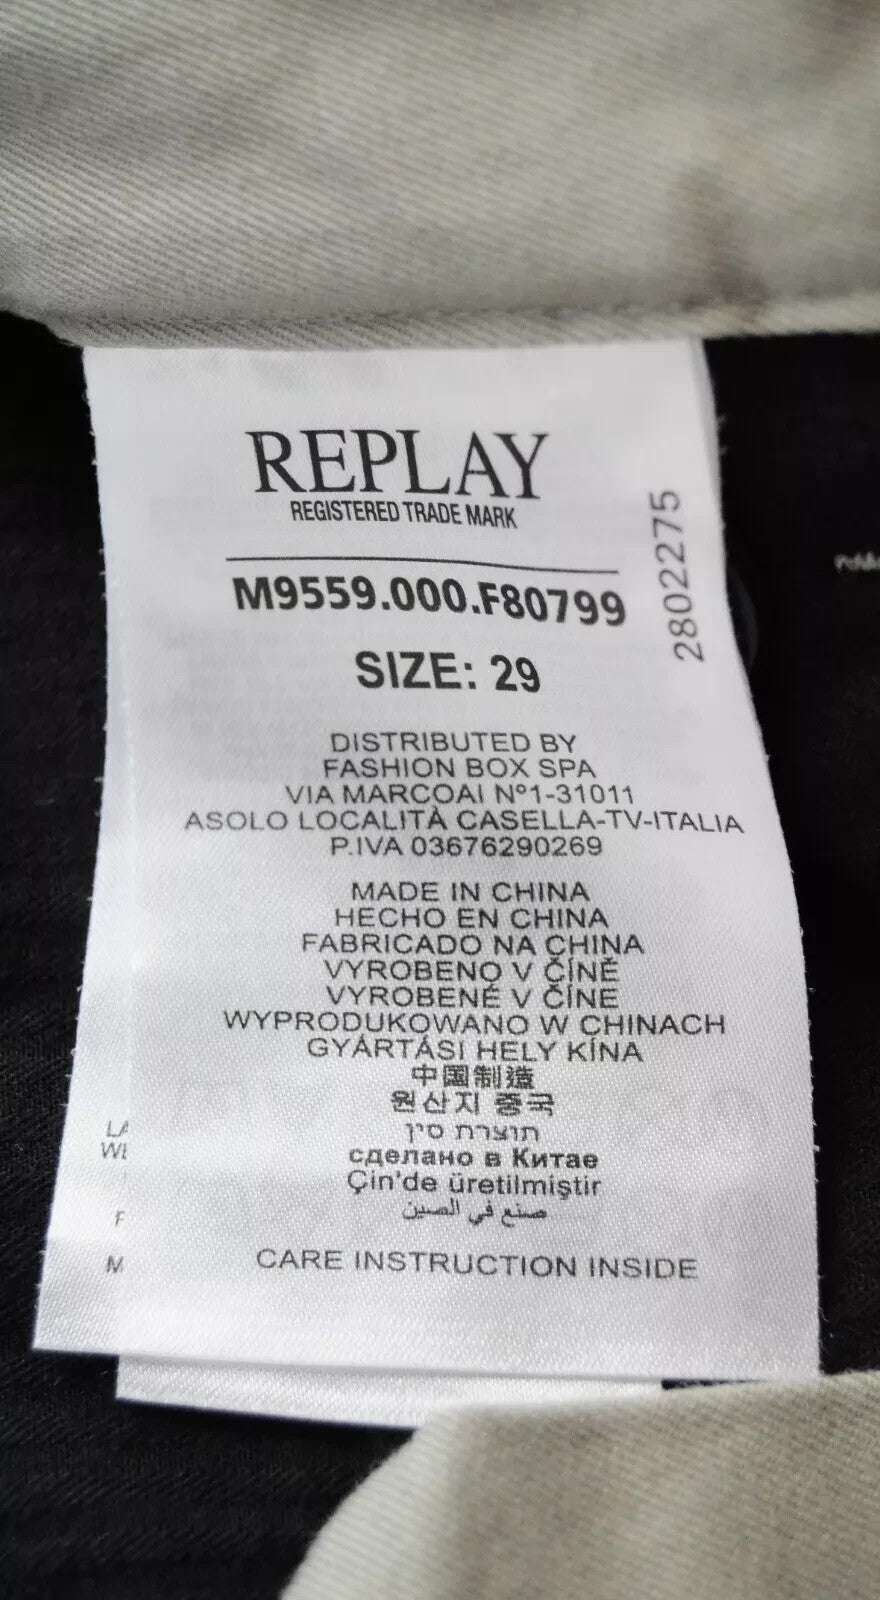 REPLAY
REGISTERED TRADE MARK
M9559.000.F80799
2802275
SIZE: 29
DISTRIBUTED BY
FASHION BOX SPA
VIA MARCOAI Nº1-31011
ASOLO LOCALITÀ CASELLA-TV-ITALIA
P.IVA 03676290269
MADE IN CHINA
HECHO EN CHINA
FABRICADO NA CHINA
VYROBENO V ČÍNĚ
VYROBENÉ V ČÍNE
WYPRODUKOWANO W CHINACH
GYÁRTÁSI HELY KÍNA
中国制造
원산지 중국
תוצרת סין
сделано в Китае
Çin'de üretilmiştir
صنع في الصين
CARE INSTRUCTION INSIDE